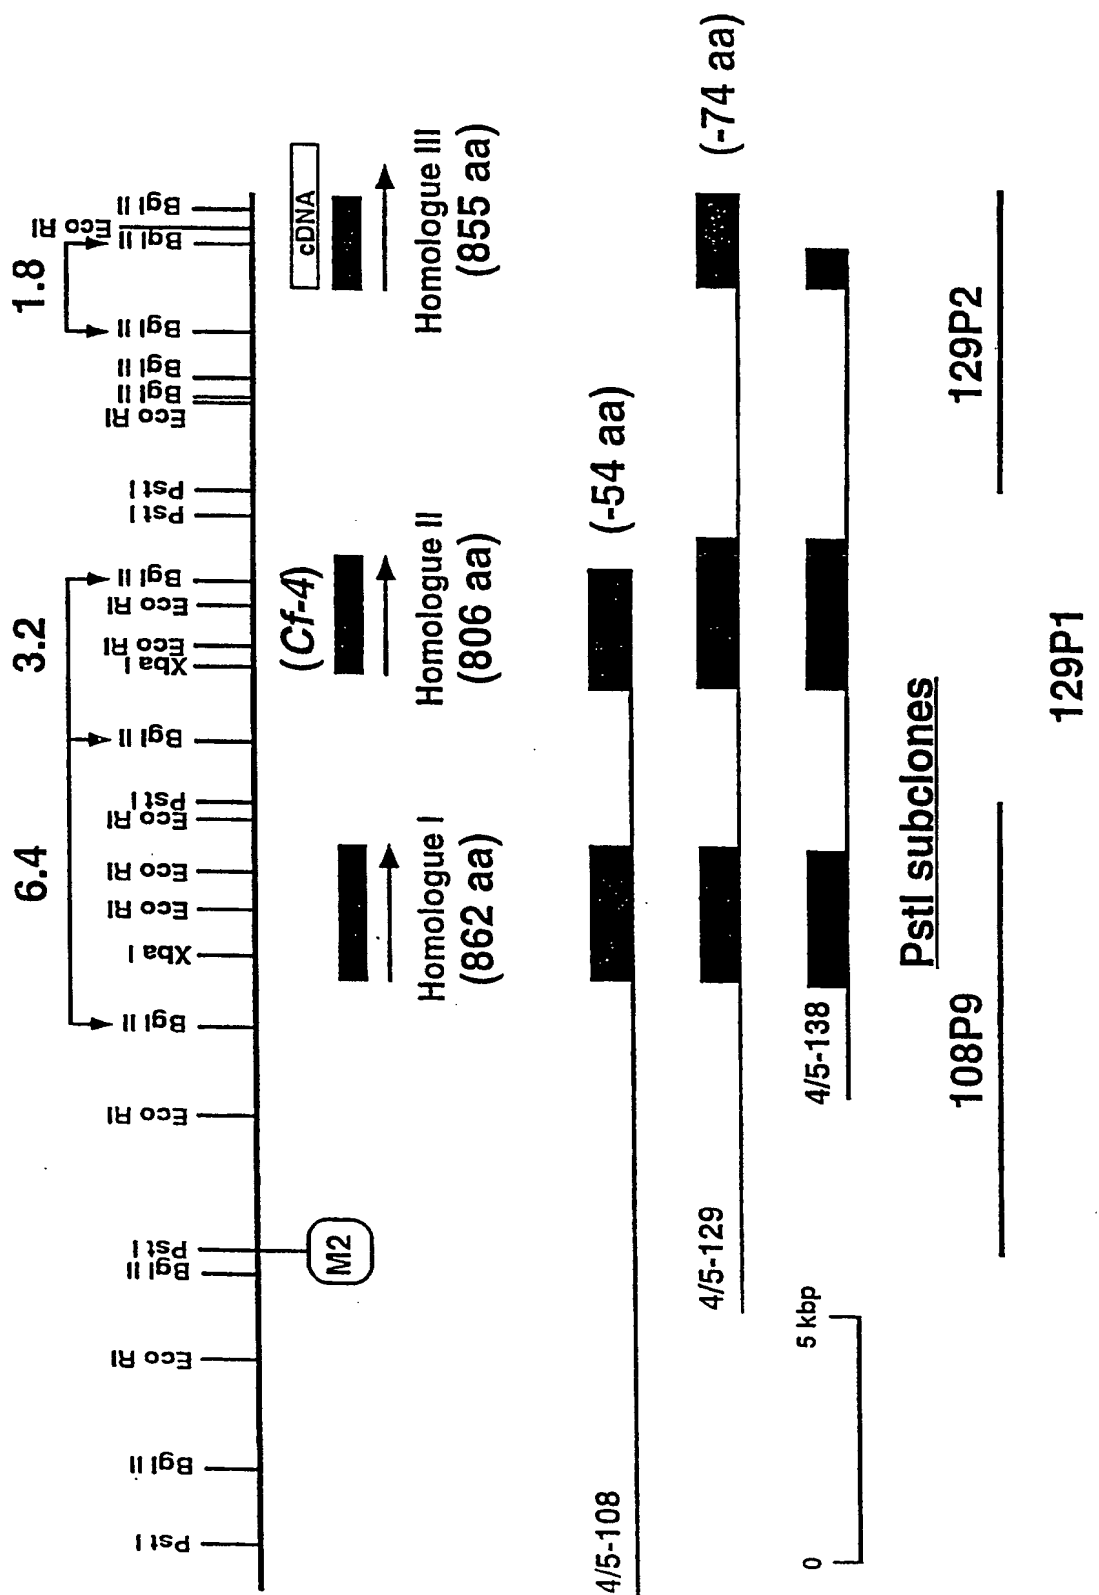 6.4 3.2 1.8
Pst I
Bgl II
Eco RI
Bgl II
Pst I
Eco RI
Bgl II
Xba I
Eco RI
Eco RI
Eco RI
Pst I
Bgl II
Xba I
Eco RI
Eco RI
Bgl II
Pst I
Pst I
Eco RI
Bgl II
Bgl II
Bgl II
Bgl II
Eco RI
Bgl II
M2
(Cf-4)
cDNA
Homologue I
(862 aa)
Homologue II
(806 aa)
Homologue III
(855 aa)
4/5-108
(-54 aa)
4/5-129
(-74 aa)
4/5-138
0 5 kbp
PstI subclones
108P9
129P2
129P1